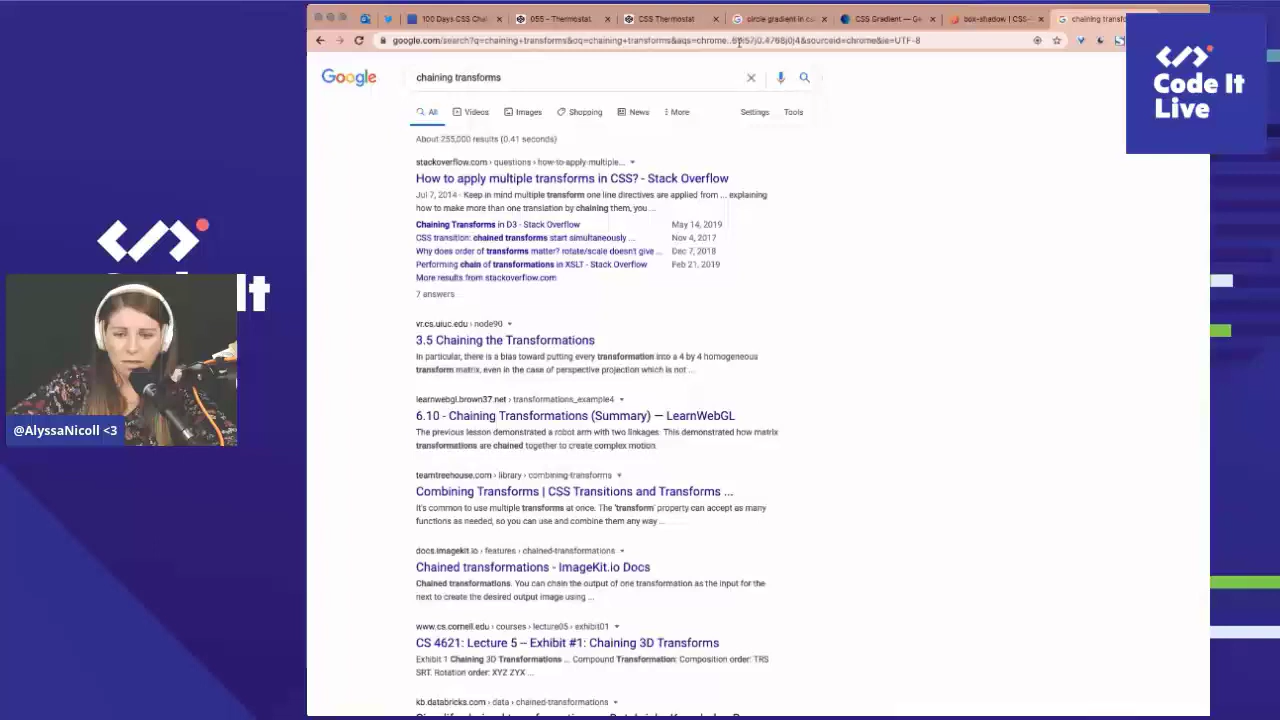 100 Days CSS Chal
055 – Thermostat.
CSS Thermostat
circle gradient in cs
CSS Gradient — Ge
box-shadow | CSS-
chaining transf
google.com/search?q=chaining+transforms&oq=chaining+transforms&aqs=chrome..69i57j0.4768j0j4&sourceid=chrome&ie=UTF-8
Code It
Live
Google
chaining transforms
All
Videos
Images
Shopping
News
More
Settings
Tools
About 255,000 results (0.41 seconds)
stackoverflow.com › questions › how-to-apply-multiple...
How to apply multiple transforms in CSS? - Stack Overflow
Jul 7, 2014 - Keep in mind multiple transform one line directives are applied from ... explaining
how to make more than one translation by chaining them, you ...
Chaining Transforms in D3 - Stack Overflow May 14, 2019
CSS transition: chained transforms start simultaneously ... Nov 4, 2017
Why does order of transforms matter? rotate/scale doesn't give ... Dec 7, 2018
Performing chain of transformations in XSLT - Stack Overflow Feb 21, 2019
More results from stackoverflow.com
7 answers
It
vr.cs.uiuc.edu › node90
3.5 Chaining the Transformations
In particular, there is a bias toward putting every transformation into a 4 by 4 homogeneous
transform matrix, even in the case of perspective projection which is not ...
learnwebgl.brown37.net › transformations_example4
6.10 - Chaining Transformations (Summary) — LearnWebGL
The previous lesson demonstrated a robot arm with two linkages. This demonstrated how matrix
transformations are chained together to create complex motion.
@AlyssaNicoll <3
teamtreehouse.com › library › combining-transforms
Combining Transforms | CSS Transitions and Transforms ...
It's common to use multiple transforms at once. The 'transform' property can accept as many
functions as needed, so you can use and combine them any way ...
docs.imagekit.io › features › chained-transformations
Chained transformations - ImageKit.io Docs
Chained transformations. You can chain the output of one transformation as the input for the
next to create the desired output image using ...
www.cs.cornell.edu › courses › lecture05 › exhibit01
CS 4621: Lecture 5 -- Exhibit #1: Chaining 3D Transforms
Exhibit 1 Chaining 3D Transformations ... Compound Transformation: Composition order: TRS
SRT. Rotation order: XYZ ZYX ...
kb.databricks.com › data › chained-transformations